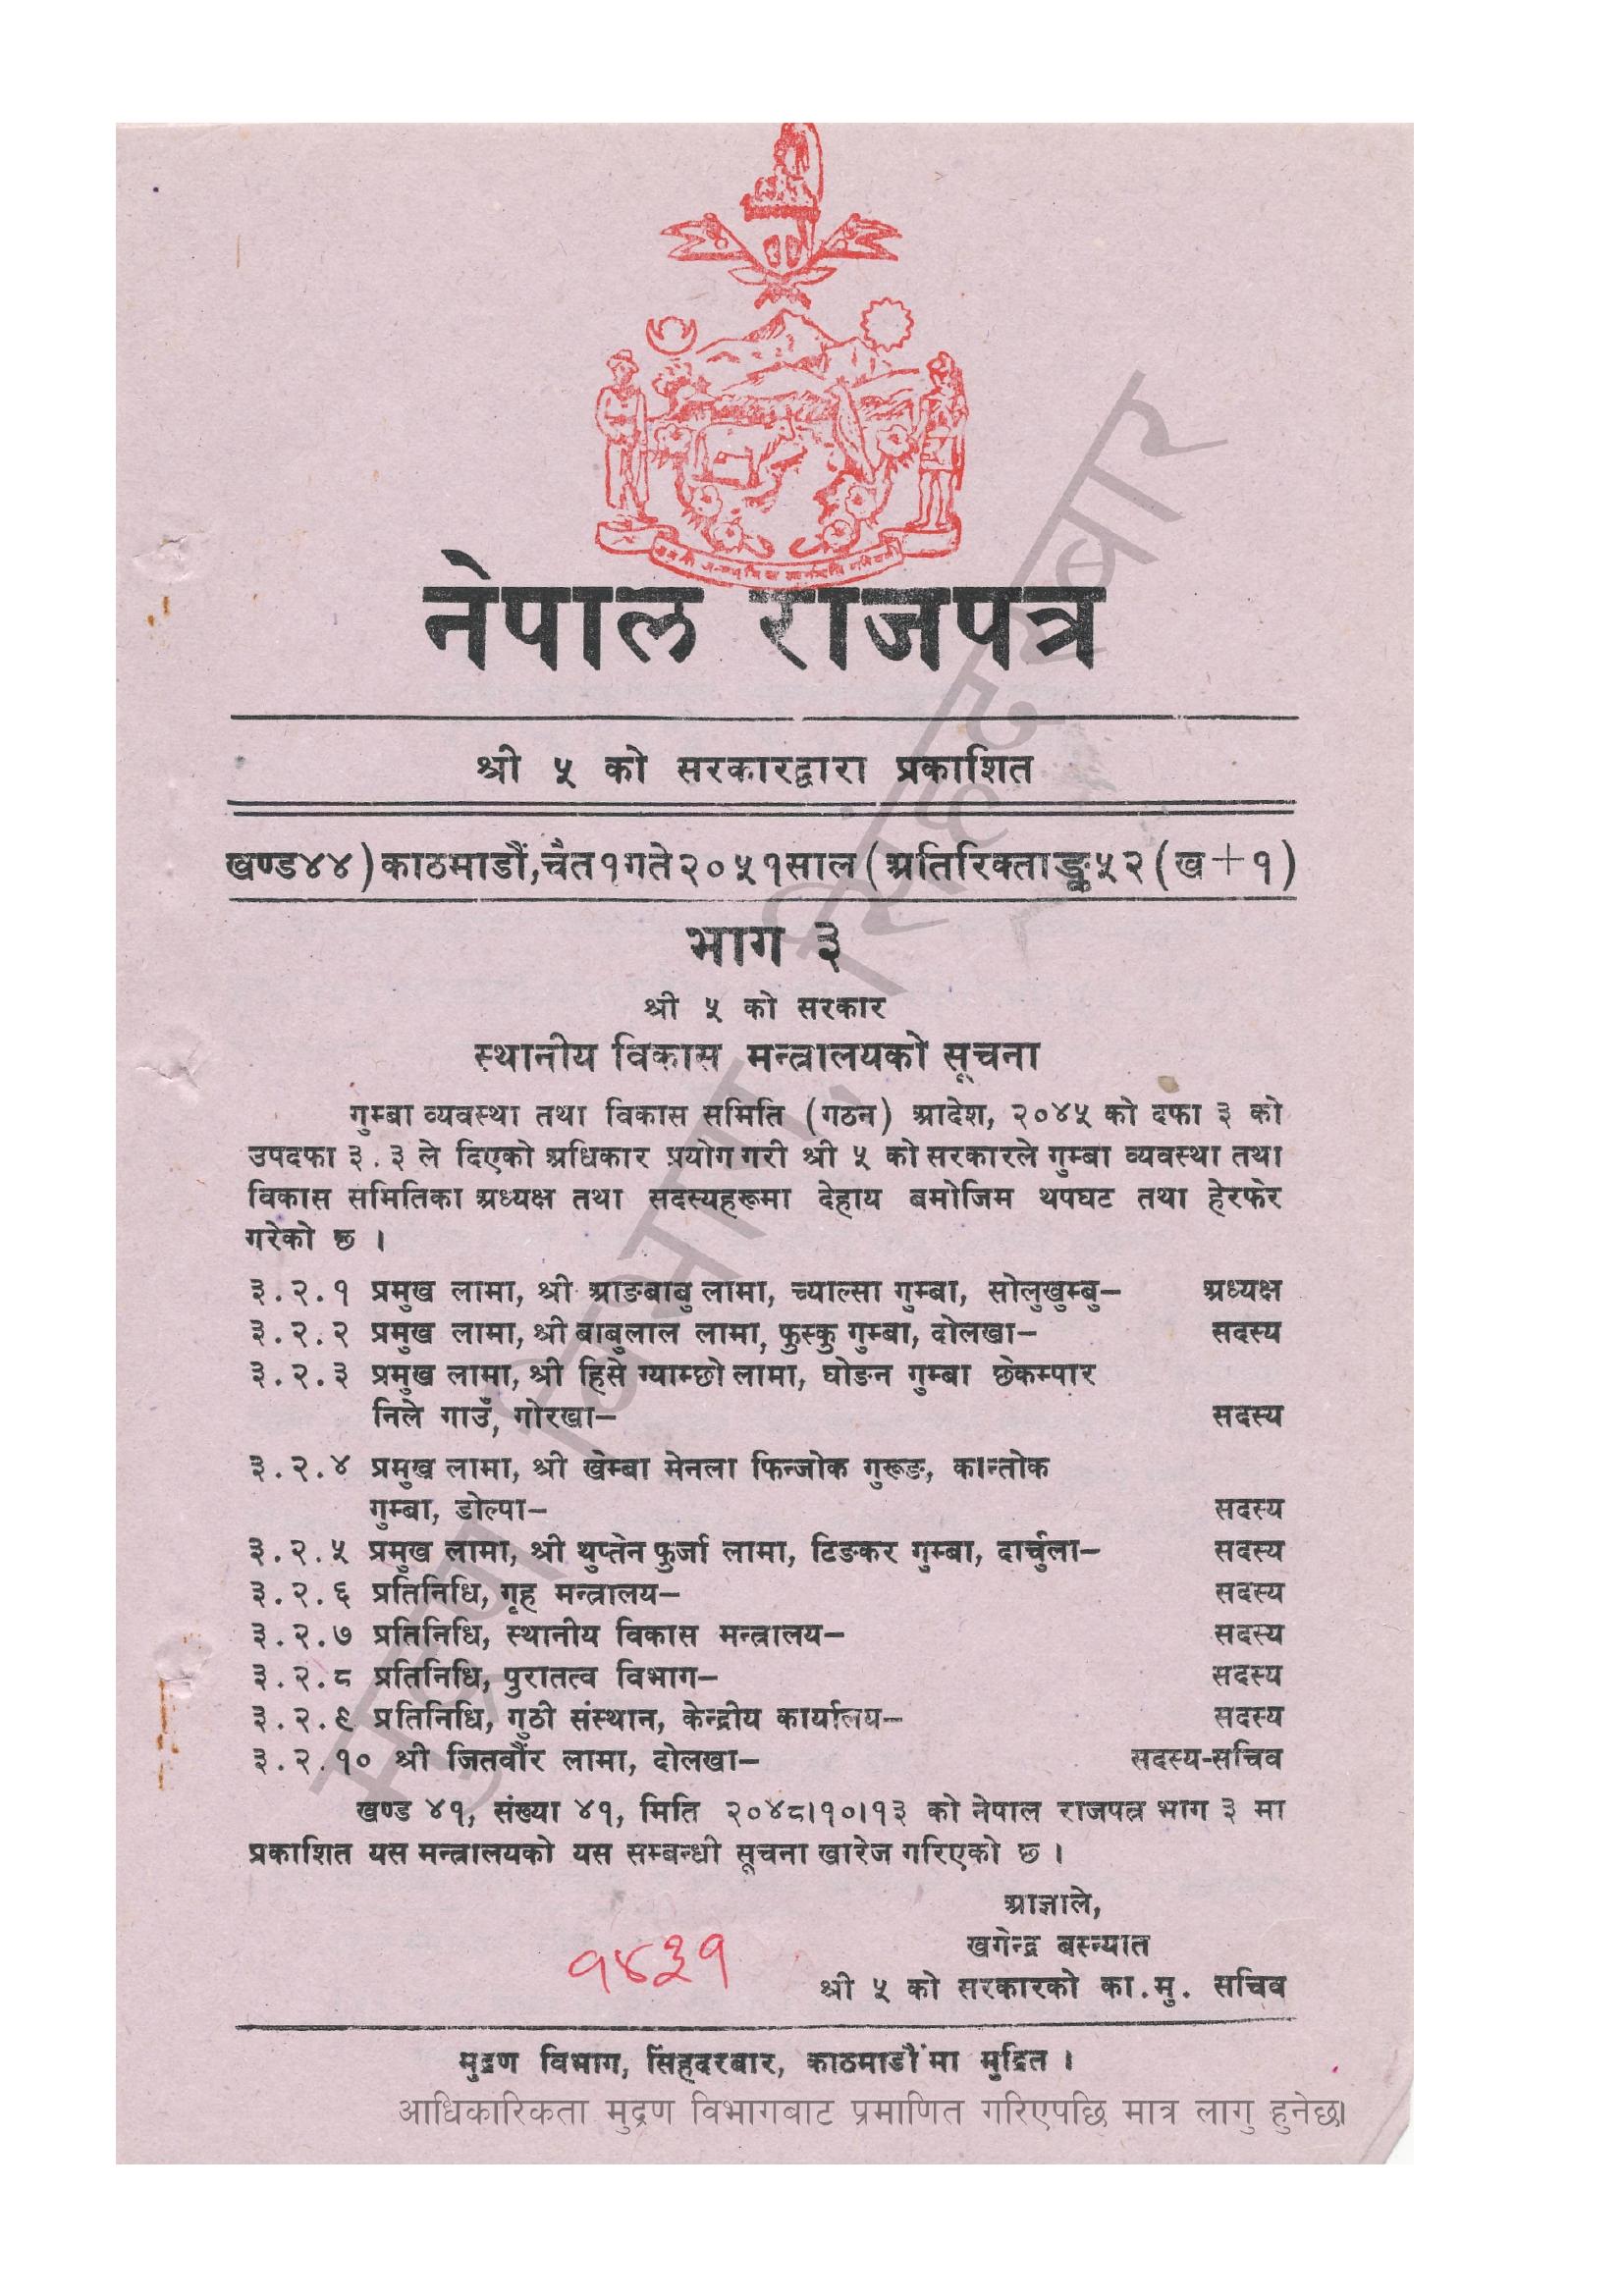 नेपाल राजपत्र
श्री ५ को सरकारद्वारा प्रकाशित
खण्ड ४४) काठमाडौं, चैत १ गते २०५१ साल (अतिरिक्ताङ्क ५२ (ख + १)
भाग ३
श्री ५ को सरकार
स्थानीय विकास मन्त्रालयको सूचना
गुम्बा व्यवस्था तथा विकास समिति (गठन) आदेश, २०४५ को दफा ३ को
उपदफा ३.३ ले दिएको अधिकार प्रयोग गरी श्री ५ को सरकारले गुम्बा व्यवस्था तथा
विकास समितिका अध्यक्ष तथा सदस्यहरूमा देहाय बमोजिम थपघट तथा हेरफेर
गरेको छ ।
३.२.१ प्रमुख लामा, श्री आङबाबु लामा, च्याल्सा गुम्बा, सोलुखुम्बु– अध्यक्ष
३.२.२ प्रमुख लामा, श्री बाबुलाल लामा, फुस्कु गुम्बा, दोलखा– सदस्य
३.२.३ प्रमुख लामा, श्री हिसे ग्याम्छो लामा, घोङन गुम्बा छेकम्पार
निले गाउँ, गोरखा– सदस्य
३.२.४ प्रमुख लामा, श्री खेम्बा मेनला फिन्जोक गुरूङ, कान्तोक
गुम्बा, डोल्पा– सदस्य
३.२.५ प्रमुख लामा, श्री थुप्तेन फुर्जा लामा, टिङकर गुम्बा, दार्चुला– सदस्य
३.२.६ प्रतिनिधि, गृह मन्त्रालय– सदस्य
३.२.७ प्रतिनिधि, स्थानीय विकास मन्त्रालय– सदस्य
३.२.८ प्रतिनिधि, पुरातत्व विभाग– सदस्य
३.२.९ प्रतिनिधि, गुठी संस्थान, केन्द्रीय कार्यालय– सदस्य
३.२.१० श्री जितवीर लामा, दोलखा– सदस्य-सचिव
खण्ड ४१, संख्या ४१, मिति २०४८।१०।१३ को नेपाल राजपत्र भाग ३ मा
प्रकाशित यस मन्त्रालयको यस सम्बन्धी सूचना खारेज गरिएको छ ।
आज्ञाले,
खगेन्द्र बस्न्यात
श्री ५ को सरकारको का.मु. सचिव
१४३१
मुद्रण विभाग, सिंहदरबार, काठमाडौंमा मुद्रित ।
आधिकारिकता मुद्रण विभागबाट प्रमाणित गरिएपछि मात्र लागु हुनेछ।
मुद्रण विभाग, सिंहदरबार